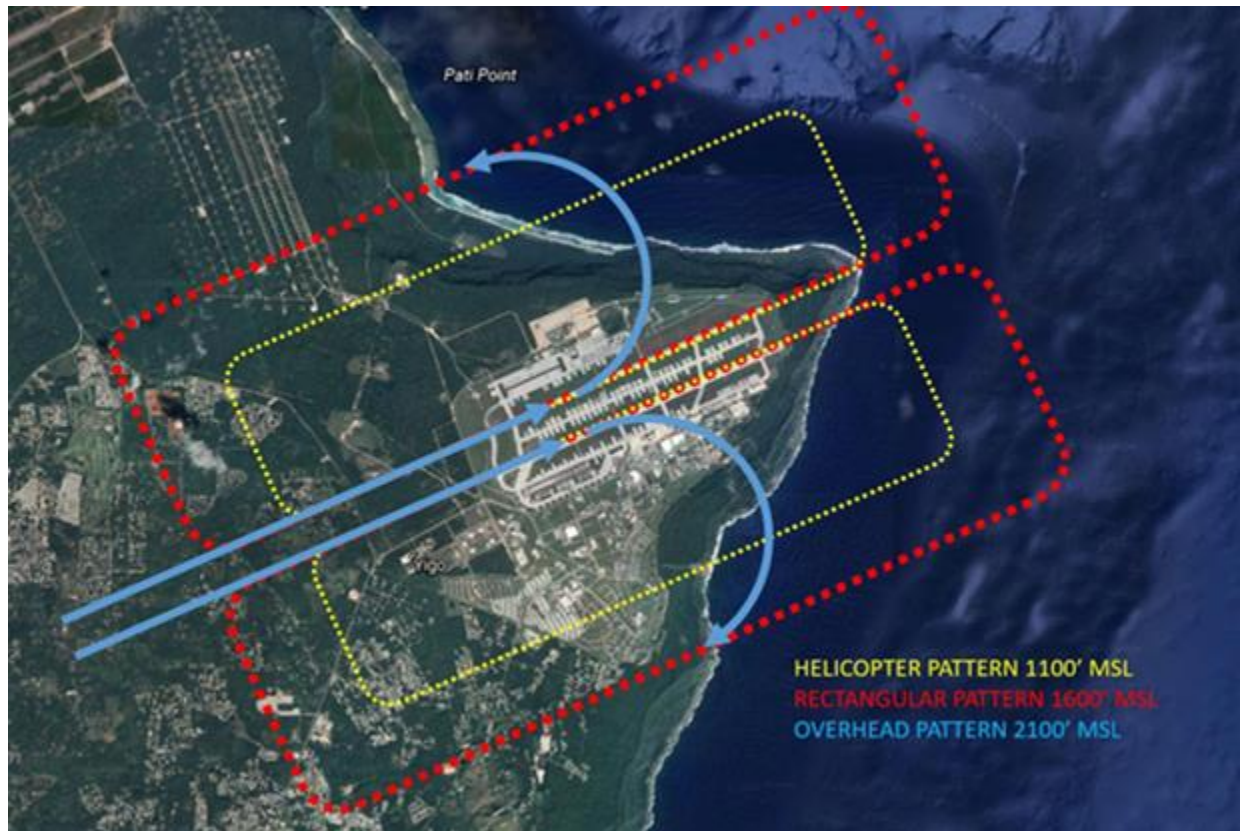 Pati Point
Yigo
HELICOPTER PATTERN 1100' MSL
RECTANGULAR PATTERN 1600' MSL
OVERHEAD PATTERN 2100' MSL